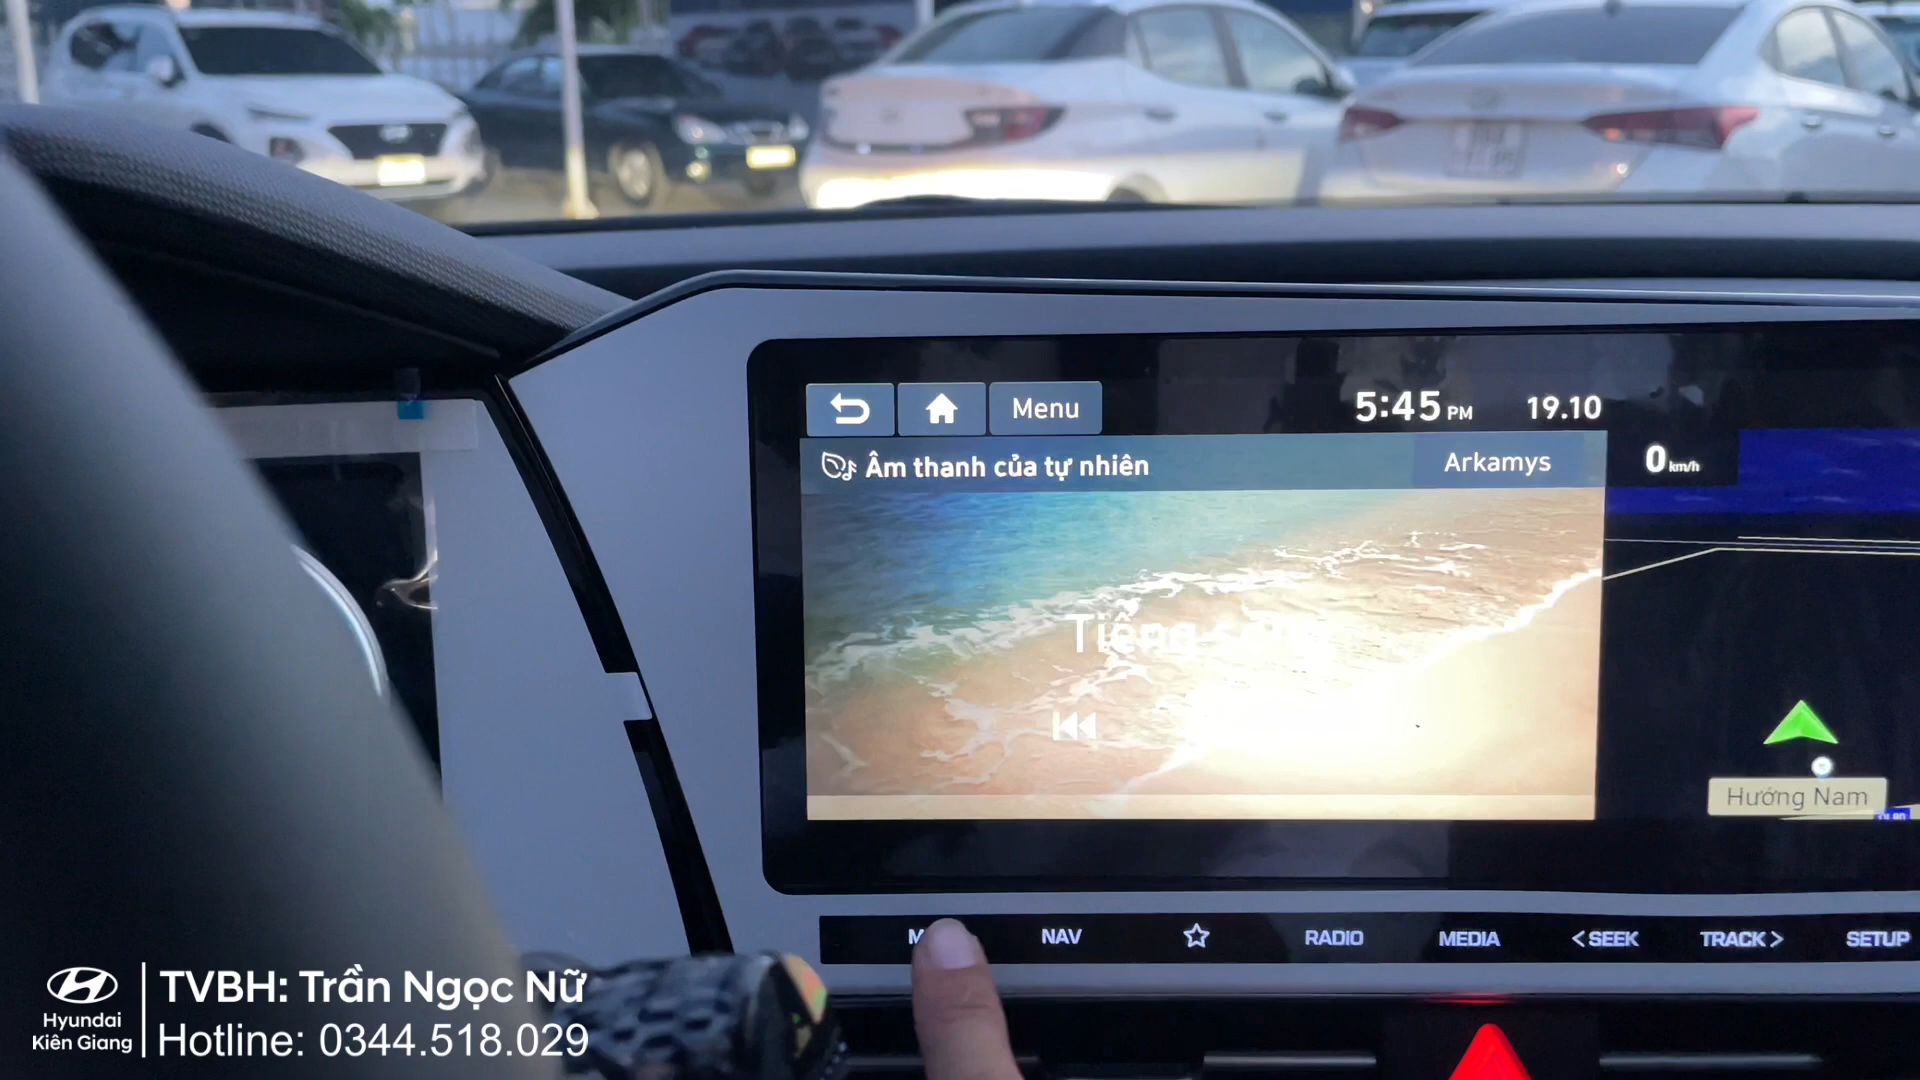 Menu
5:45 PM
19.10
Âm thanh của tự nhiên
Arkamys
0 km/h
Hướng Nam
NAV
RADIO
MEDIA
< SEEK
TRACK >
SETUP
Hyundai
Kiên Giang
TVBH: Trần Ngọc Nữ
Hotline: 0344.518.029